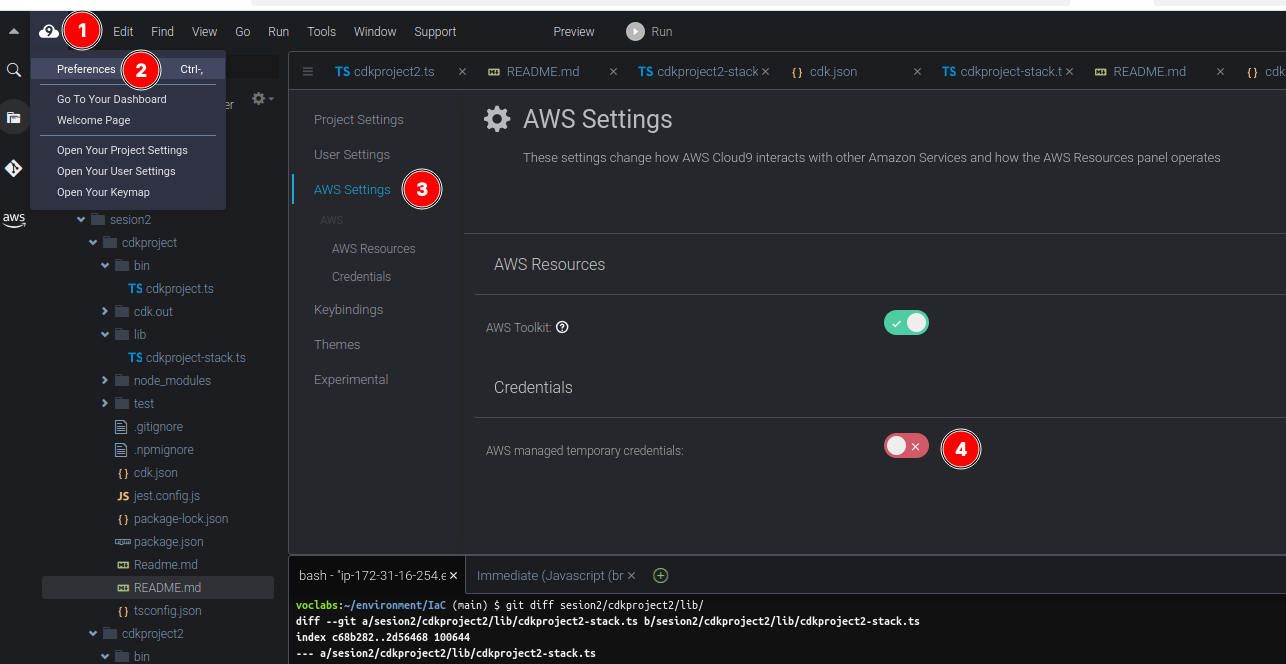 9 1 Edit Find View Go Run Tools Window Support Preview Run
Preferences 2 Ctrl-,
Go To Your Dashboard
Welcome Page
Open Your Project Settings
Open Your User Settings
Open Your Keymap
er
aws
sesion2
cdkproject
bin
TS cdkproject.ts
cdk.out
lib
TS cdkproject-stack.ts
node_modules
test
.gitignore
.npmignore
{} cdk.json
JS jest.config.js
{} package-lock.json
package.json
Readme.md
README.md
{} tsconfig.json
cdkproject2
bin
TS cdkproject2.ts × README.md × TS cdkproject2-stack × {} cdk.json × TS cdkproject-stack.t × README.md × {} cdk
Project Settings
User Settings
AWS Settings 3
AWS
AWS Resources
Credentials
Keybindings
Themes
Experimental
AWS Settings
These settings change how AWS Cloud9 interacts with other Amazon Services and how the AWS Resources panel operates
AWS Resources
AWS Toolkit: ?
Credentials
AWS managed temporary credentials: × 4
bash - "ip-172-31-16-254.e × Immediate (Javascript (br ×
voclabs:~/environment/IaC (main) $ git diff sesion2/cdkproject2/lib/
diff --git a/sesion2/cdkproject2/lib/cdkproject2-stack.ts b/sesion2/cdkproject2/lib/cdkproject2-stack.ts
index c68b282..2d56468 100644
--- a/sesion2/cdkproject2/lib/cdkproject2-stack.ts